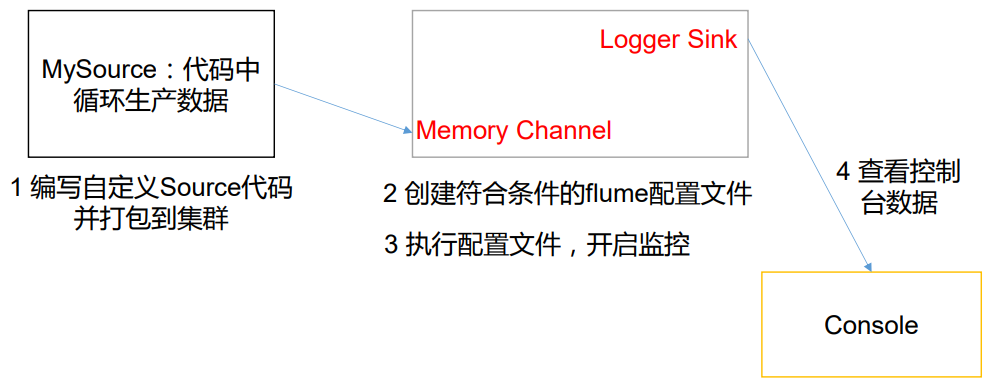 MySource：代码中
循环生产数据
Logger Sink
Memory Channel
1 编写自定义Source代码
并打包到集群
2 创建符合条件的flume配置文件
3 执行配置文件，开启监控
4 查看控制
台数据
Console